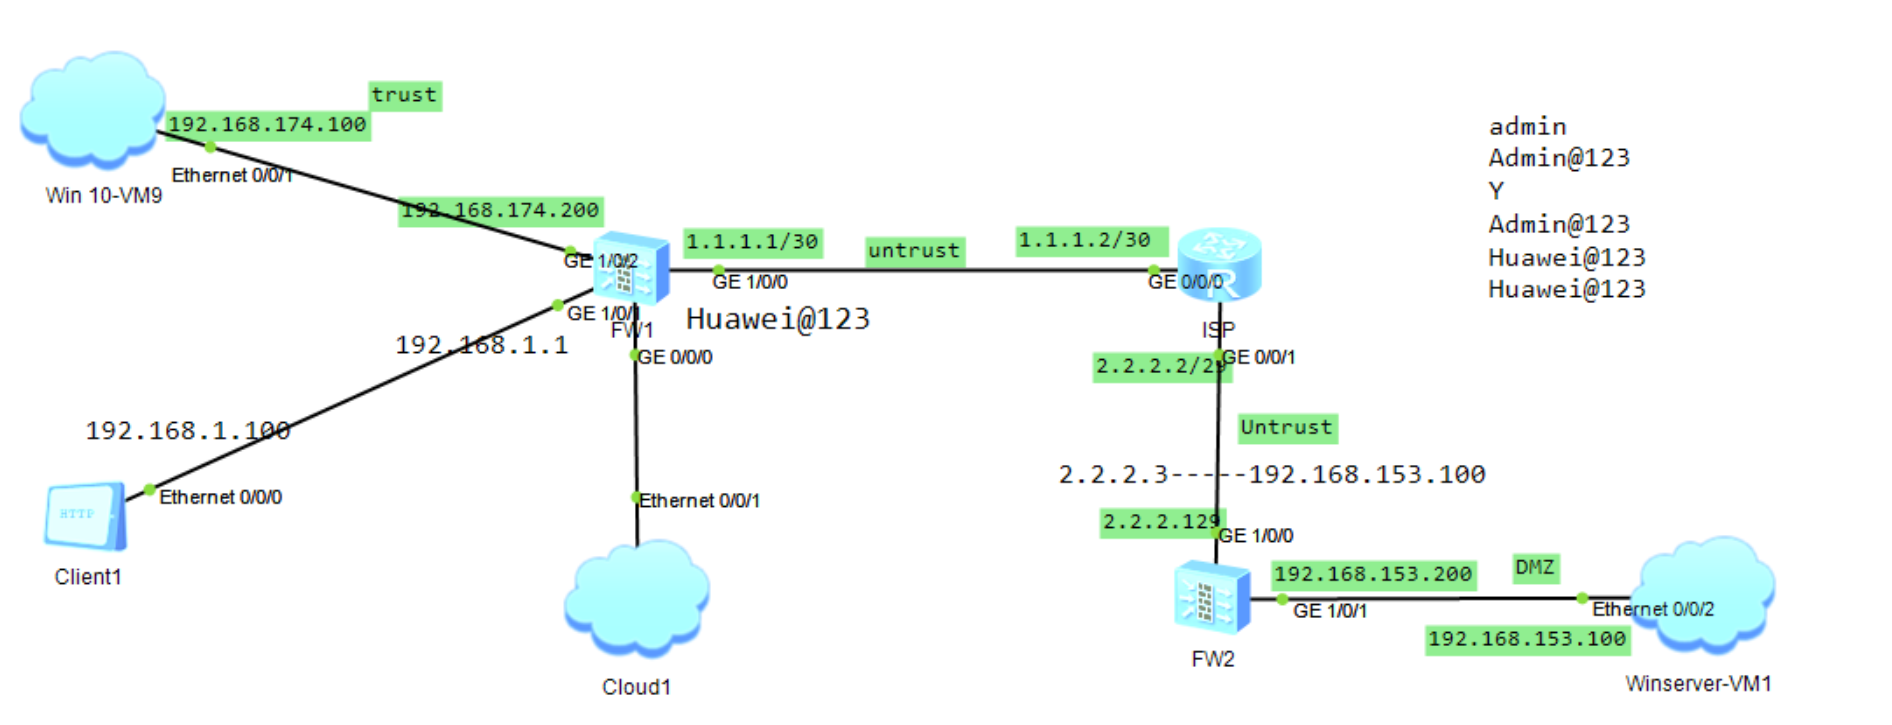 trust
192.168.174.100
Ethernet 0/0/1
Win 10-VM9
192.168.174.200
GE 1/0/2
1.1.1.1/30
untrust
1.1.1.2/30
GE 1/0/0
GE 0/0/0
R
ISP
admin
Admin@123
Y
Admin@123
Huawei@123
Huawei@123
GE 1/0/1
FW1
Huawei@123
192.168.1.1
GE 0/0/0
GE 0/0/1
2.2.2.2/29
192.168.1.100
Untrust
2.2.2.3-----192.168.153.100
Ethernet 0/0/0
HTTP
Client1
Ethernet 0/0/1
Cloud1
2.2.2.129
GE 1/0/0
192.168.153.200
DMZ
GE 1/0/1
Ethernet 0/0/2
192.168.153.100
FW2
Winserver-VM1